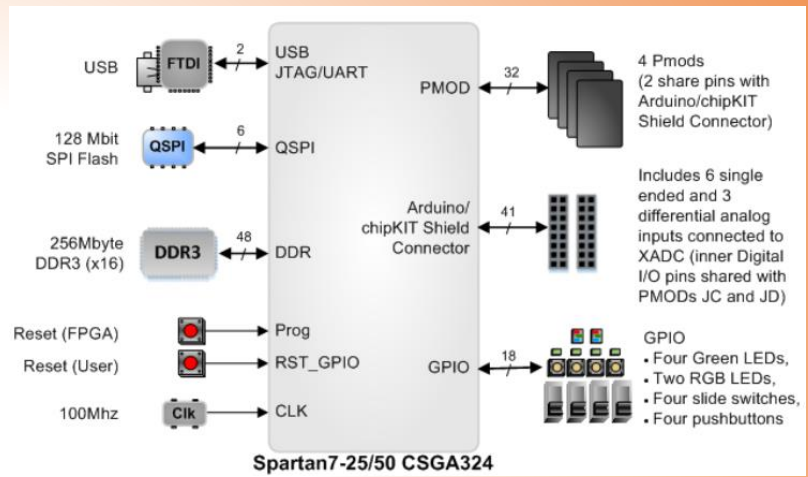 USB
FTDI
2
USB
JTAG/UART
128 Mbit
SPI Flash
QSPI
6
QSPI
256Mbyte
DDR3 (x16)
DDR3
48
DDR
Reset (FPGA)
Prog
Reset (User)
RST_GPIO
100Mhz
Clk
CLK
PMOD
32
4 Pmods
(2 share pins with
Arduino/chipKIT
Shield Connector)
Arduino/
chipKIT Shield
Connector
41
Includes 6 single
ended and 3
differential analog
inputs connected to
XADC (inner Digital
I/O pins shared with
PMODs JC and JD)
GPIO
18
GPIO
• Four Green LEDs,
• Two RGB LEDs,
• Four slide switches,
• Four pushbuttons
Spartan7-25/50 CSGA324